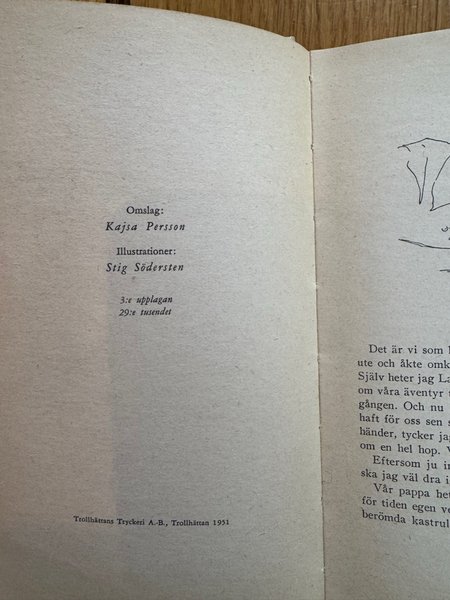 Omslag:
Kajsa Persson
Illustrationer:
Stig Södersten
3:e upplagan
29:e tusendet
Trollhättans Tryckeri A.-B., Trollhättan 1951
Det är vi som
ute och åkte omk
Själv heter jag La
om våra äventyr
gången. Och nu
haft för oss sen
händer, tycker jag
om en hel hop.
Eftersom ju
ska jag väl dra
Vår pappa het
för tiden egen
berömda kastrul